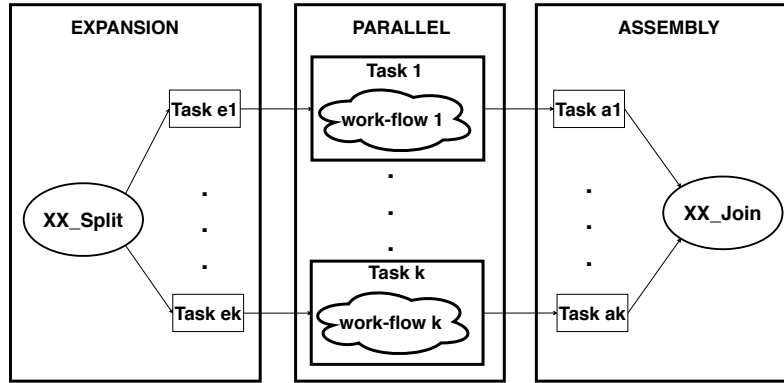 EXPANSION
XX_Split
Task e1
.
.
.
Task ek
PARALLEL
Task 1
work-flow 1
.
.
.
Task k
work-flow k
ASSEMBLY
Task a1
.
.
.
Task ak
XX_Join